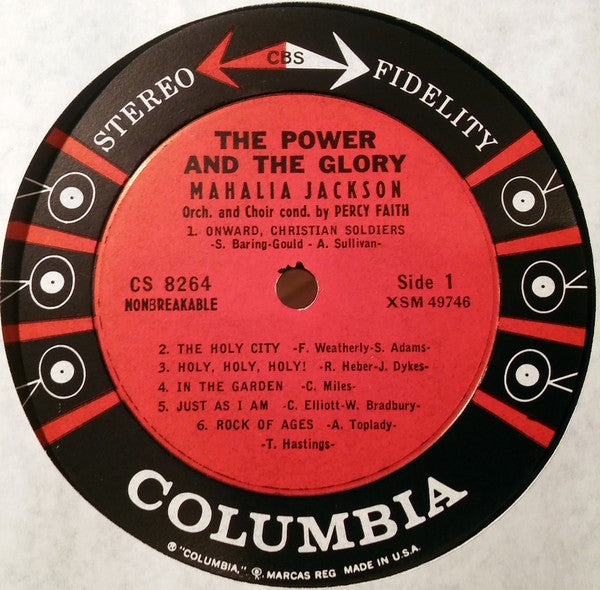 STEREO
CBS
FIDELITY
THE POWER
AND THE GLORY
MAHALIA JACKSON
Orch. and Choir cond. by PERCY FAITH
1. ONWARD, CHRISTIAN SOLDIERS
-S. Baring-Gould - A. Sullivan-
CS 8264
NONBREAKABLE
Side 1
XSM 49746
2. THE HOLY CITY -F. Weatherly-S. Adams-
3. HOLY, HOLY, HOLY! -R. Heber-J. Dykes-
4. IN THE GARDEN -C. Miles-
5. JUST AS I AM -C. Elliott-W. Bradbury-
6. ROCK OF AGES -A. Toplady-
-T. Hastings-
COLUMBIA
® "COLUMBIA," ®, MARCAS REG MADE IN U.S.A.